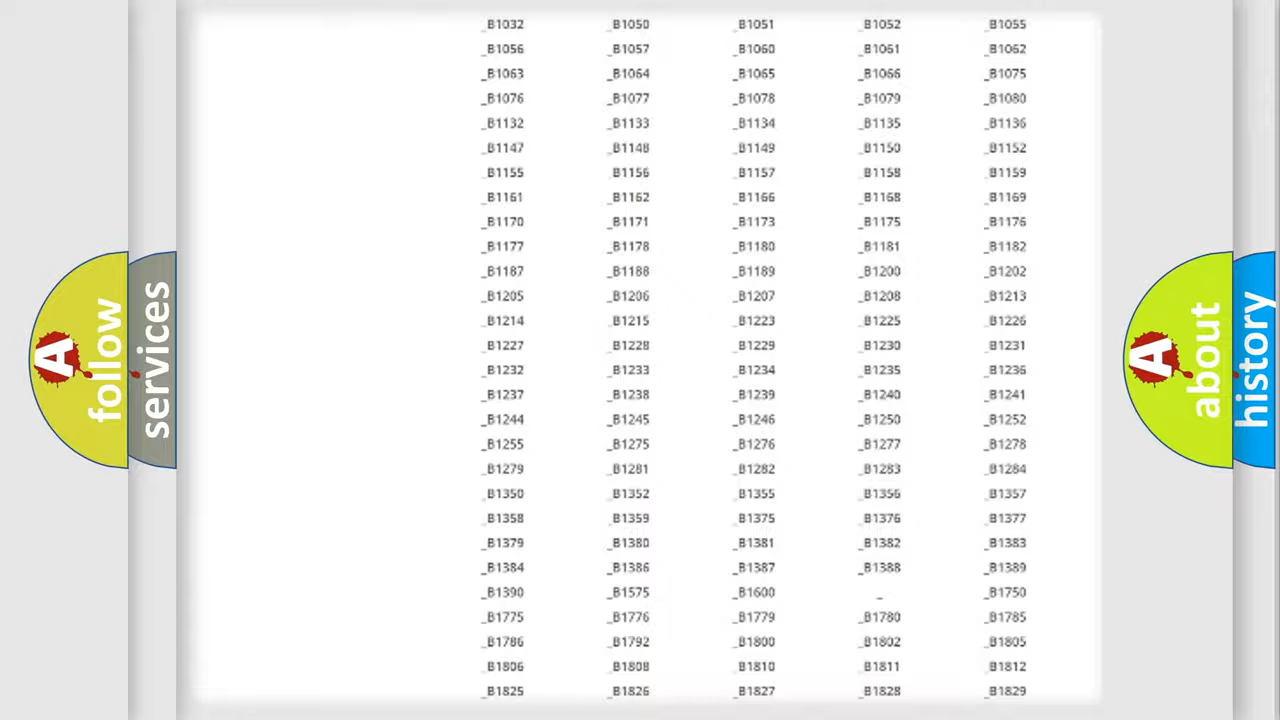 _B1032 _B1050 _B1051 _B1052 _B1055
_B1056 _B1057 _B1060 _B1061 _B1062
_B1063 _B1064 _B1065 _B1066 _B1075
_B1076 _B1077 _B1078 _B1079 _B1080
_B1132 _B1133 _B1134 _B1135 _B1136
_B1147 _B1148 _B1149 _B1150 _B1152
_B1155 _B1156 _B1157 _B1158 _B1159
_B1161 _B1162 _B1166 _B1168 _B1169
_B1170 _B1171 _B1173 _B1175 _B1176
_B1177 _B1178 _B1180 _B1181 _B1182
_B1187 _B1188 _B1189 _B1200 _B1202
_B1205 _B1206 _B1207 _B1208 _B1213
_B1214 _B1215 _B1223 _B1225 _B1226
_B1227 _B1228 _B1229 _B1230 _B1231
_B1232 _B1233 _B1234 _B1235 _B1236
_B1237 _B1238 _B1239 _B1240 _B1241
_B1244 _B1245 _B1246 _B1250 _B1252
_B1255 _B1275 _B1276 _B1277 _B1278
_B1279 _B1281 _B1282 _B1283 _B1284
_B1350 _B1352 _B1355 _B1356 _B1357
_B1358 _B1359 _B1375 _B1376 _B1377
_B1379 _B1380 _B1381 _B1382 _B1383
_B1384 _B1386 _B1387 _B1388 _B1389
_B1390 _B1575 _B1600 _ _B1750
_B1775 _B1776 _B1779 _B1780 _B1785
_B1786 _B1792 _B1800 _B1802 _B1805
_B1806 _B1808 _B1810 _B1811 _B1812
_B1825 _B1826 _B1827 _B1828 _B1829
A
follow
services
A
about
history